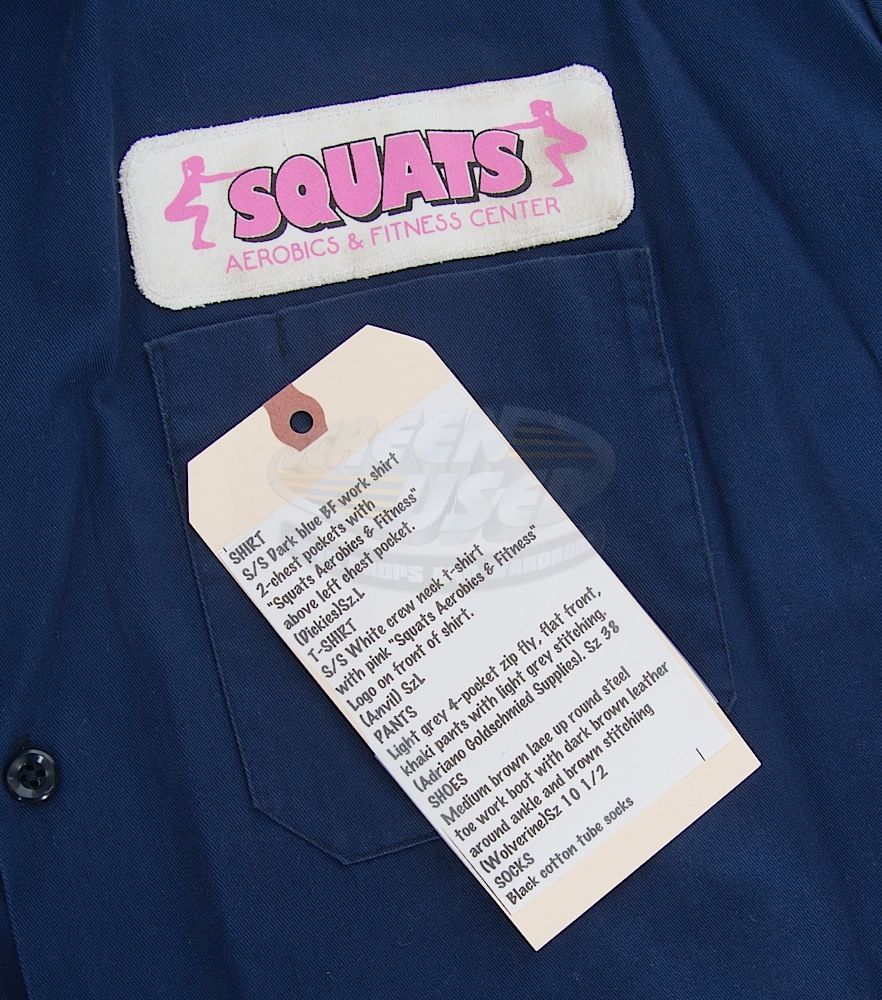 SQUATS
AEROBICS & FITNESS CENTER
SCREEN
USED
PROPS & WARDROBE
SHIRT
S/S Dark blue BF work shirt
2-chest pockets with
"Squats Aerobics & Fitness"
above left chest pocket.
(Dickies)Sz.L
T-SHIRT
S/S White crew neck t-shirt
with pink "Squats Aerobics & Fitness"
Logo on front of shirt.
(Anvil) Sz.L
PANTS
Light grey 4-pocket zip fly, flat front,
khaki pants with light grey stitching.
(Adriano Goldschmied Supplies). Sz 38
SHOES
Medium brown lace up round steel
toe work boot with dark brown leather
around ankle and brown stitching
(Wolverine)Sz 10 1/2
SOCKS
Black cotton tube socks